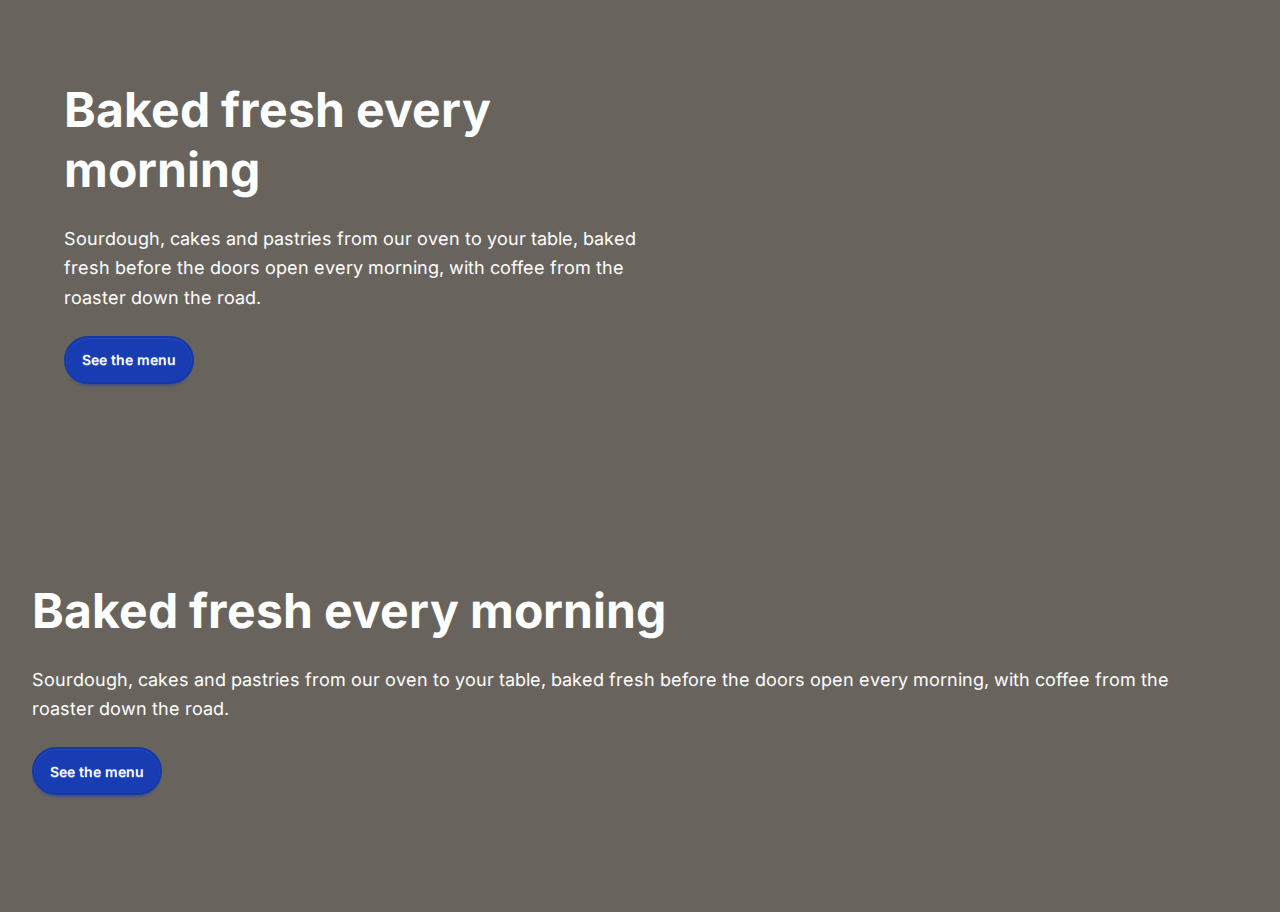 Baked fresh every
morning
Sourdough, cakes and pastries from our oven to your table, baked
fresh before the doors open every morning, with coffee from the
roaster down the road.
See the menu
Baked fresh every morning
Sourdough, cakes and pastries from our oven to your table, baked fresh before the doors open every morning, with coffee from the
roaster down the road.
See the menu